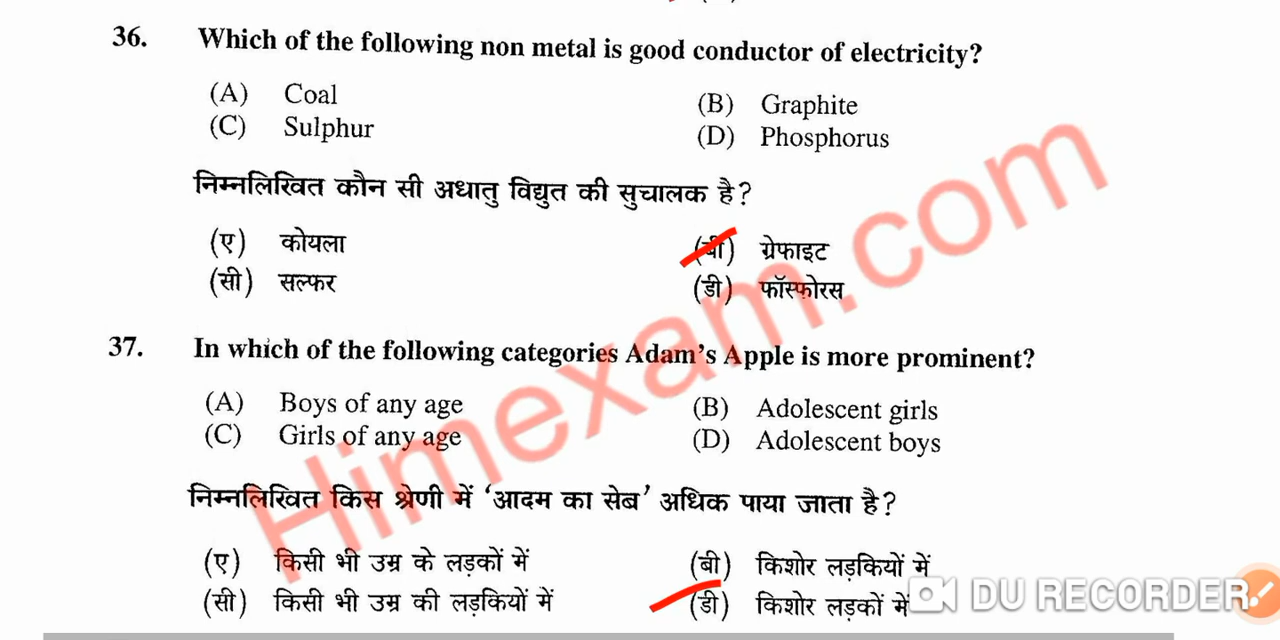 36. Which of the following non metal is good conductor of electricity?
(A) Coal (B) Graphite
(C) Sulphur (D) Phosphorus
निम्नलिखित कौन सी अधातु विद्युत की सुचालक है?
(ए) कोयला (बी) ग्रेफाइट
(सी) सल्फर (डी) फॉस्फोरस
37. In which of the following categories Adam's Apple is more prominent?
(A) Boys of any age (B) Adolescent girls
(C) Girls of any age (D) Adolescent boys
निम्नलिखित किस श्रेणी में 'आदम का सेब' अधिक पाया जाता है?
(ए) किसी भी उम्र के लड़कों में (बी) किशोर लड़कियों में
(सी) किसी भी उम्र की लड़कियों में (डी) किशोर लड़कों में
Himexam.com
DU RECORDER